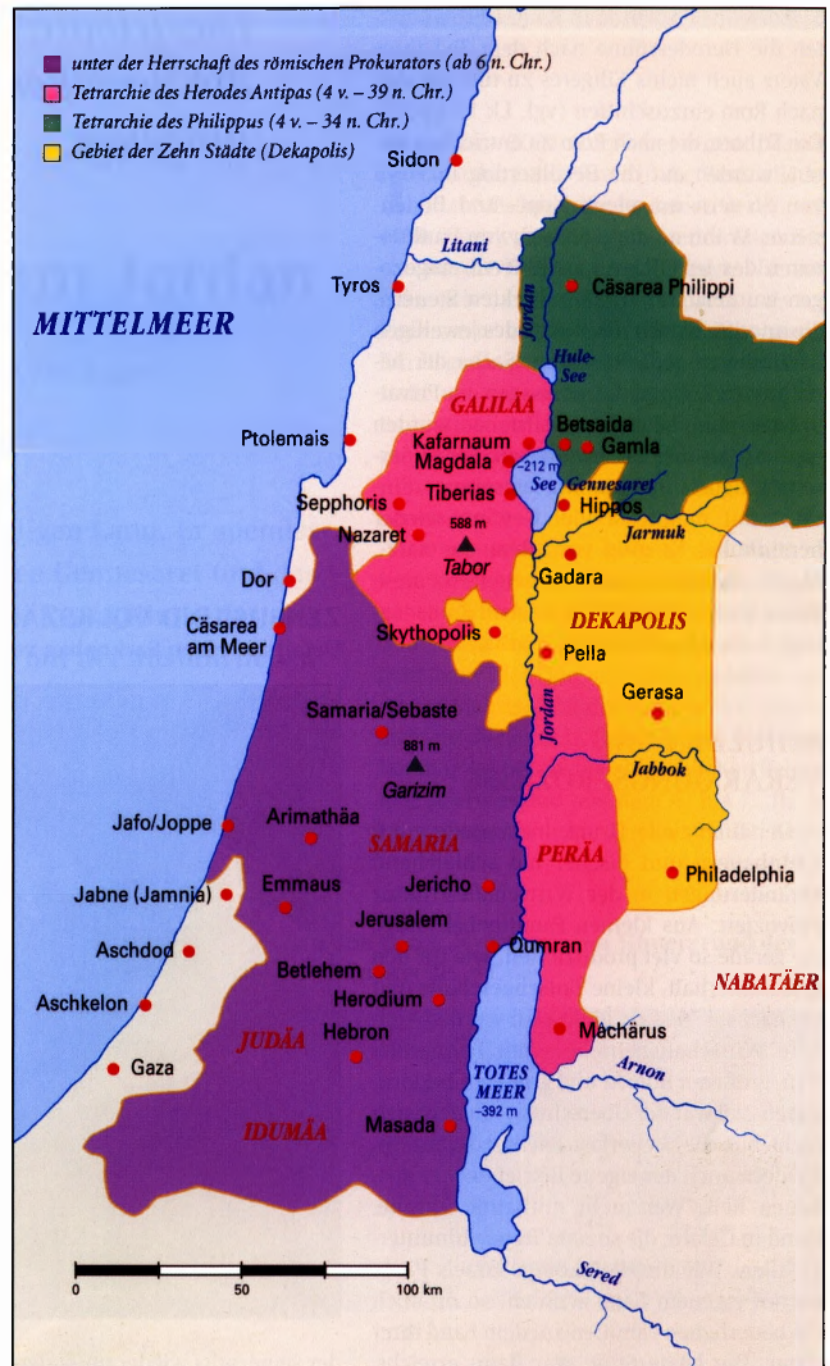 unter der Herrschaft des römischen Prokurators (ab 6 n. Chr.)
Tetrarchie des Herodes Antipas (4 v. – 39 n. Chr.)
Tetrarchie des Philippus (4 v. – 34 n. Chr.)
Gebiet der Zehn Städte (Dekapolis)
Sidon
Litani
Tyros
Jordan
Cäsarea Philippi
MITTELMEER
Hule-
See
GALILÄA
Ptolemais
Kafarnaum
Betsaida
Gamla
Magdala
–212 m
See Gennesaret
Tiberias
Sepphoris
Hippos
Nazaret
588 m
Tabor
Jarmuk
Gadara
Dor
Cäsarea
am Meer
Skythopolis
DEKAPOLIS
Pella
Samaria/Sebaste
Jordan
Gerasa
881 m
Garizim
Jabbok
Jafo/Joppe
Arimathäa
SAMARIA
PERÄA
Philadelphia
Jabne (Jamnia)
Emmaus
Jericho
Jerusalem
Aschdod
Qumran
Betlehem
NABATÄER
Aschkelon
Herodium
JUDÄA
Hebron
Machärus
Gaza
TOTES
MEER
–392 m
Arnon
IDUMÄA
Masada
Sered
0
50
100 km